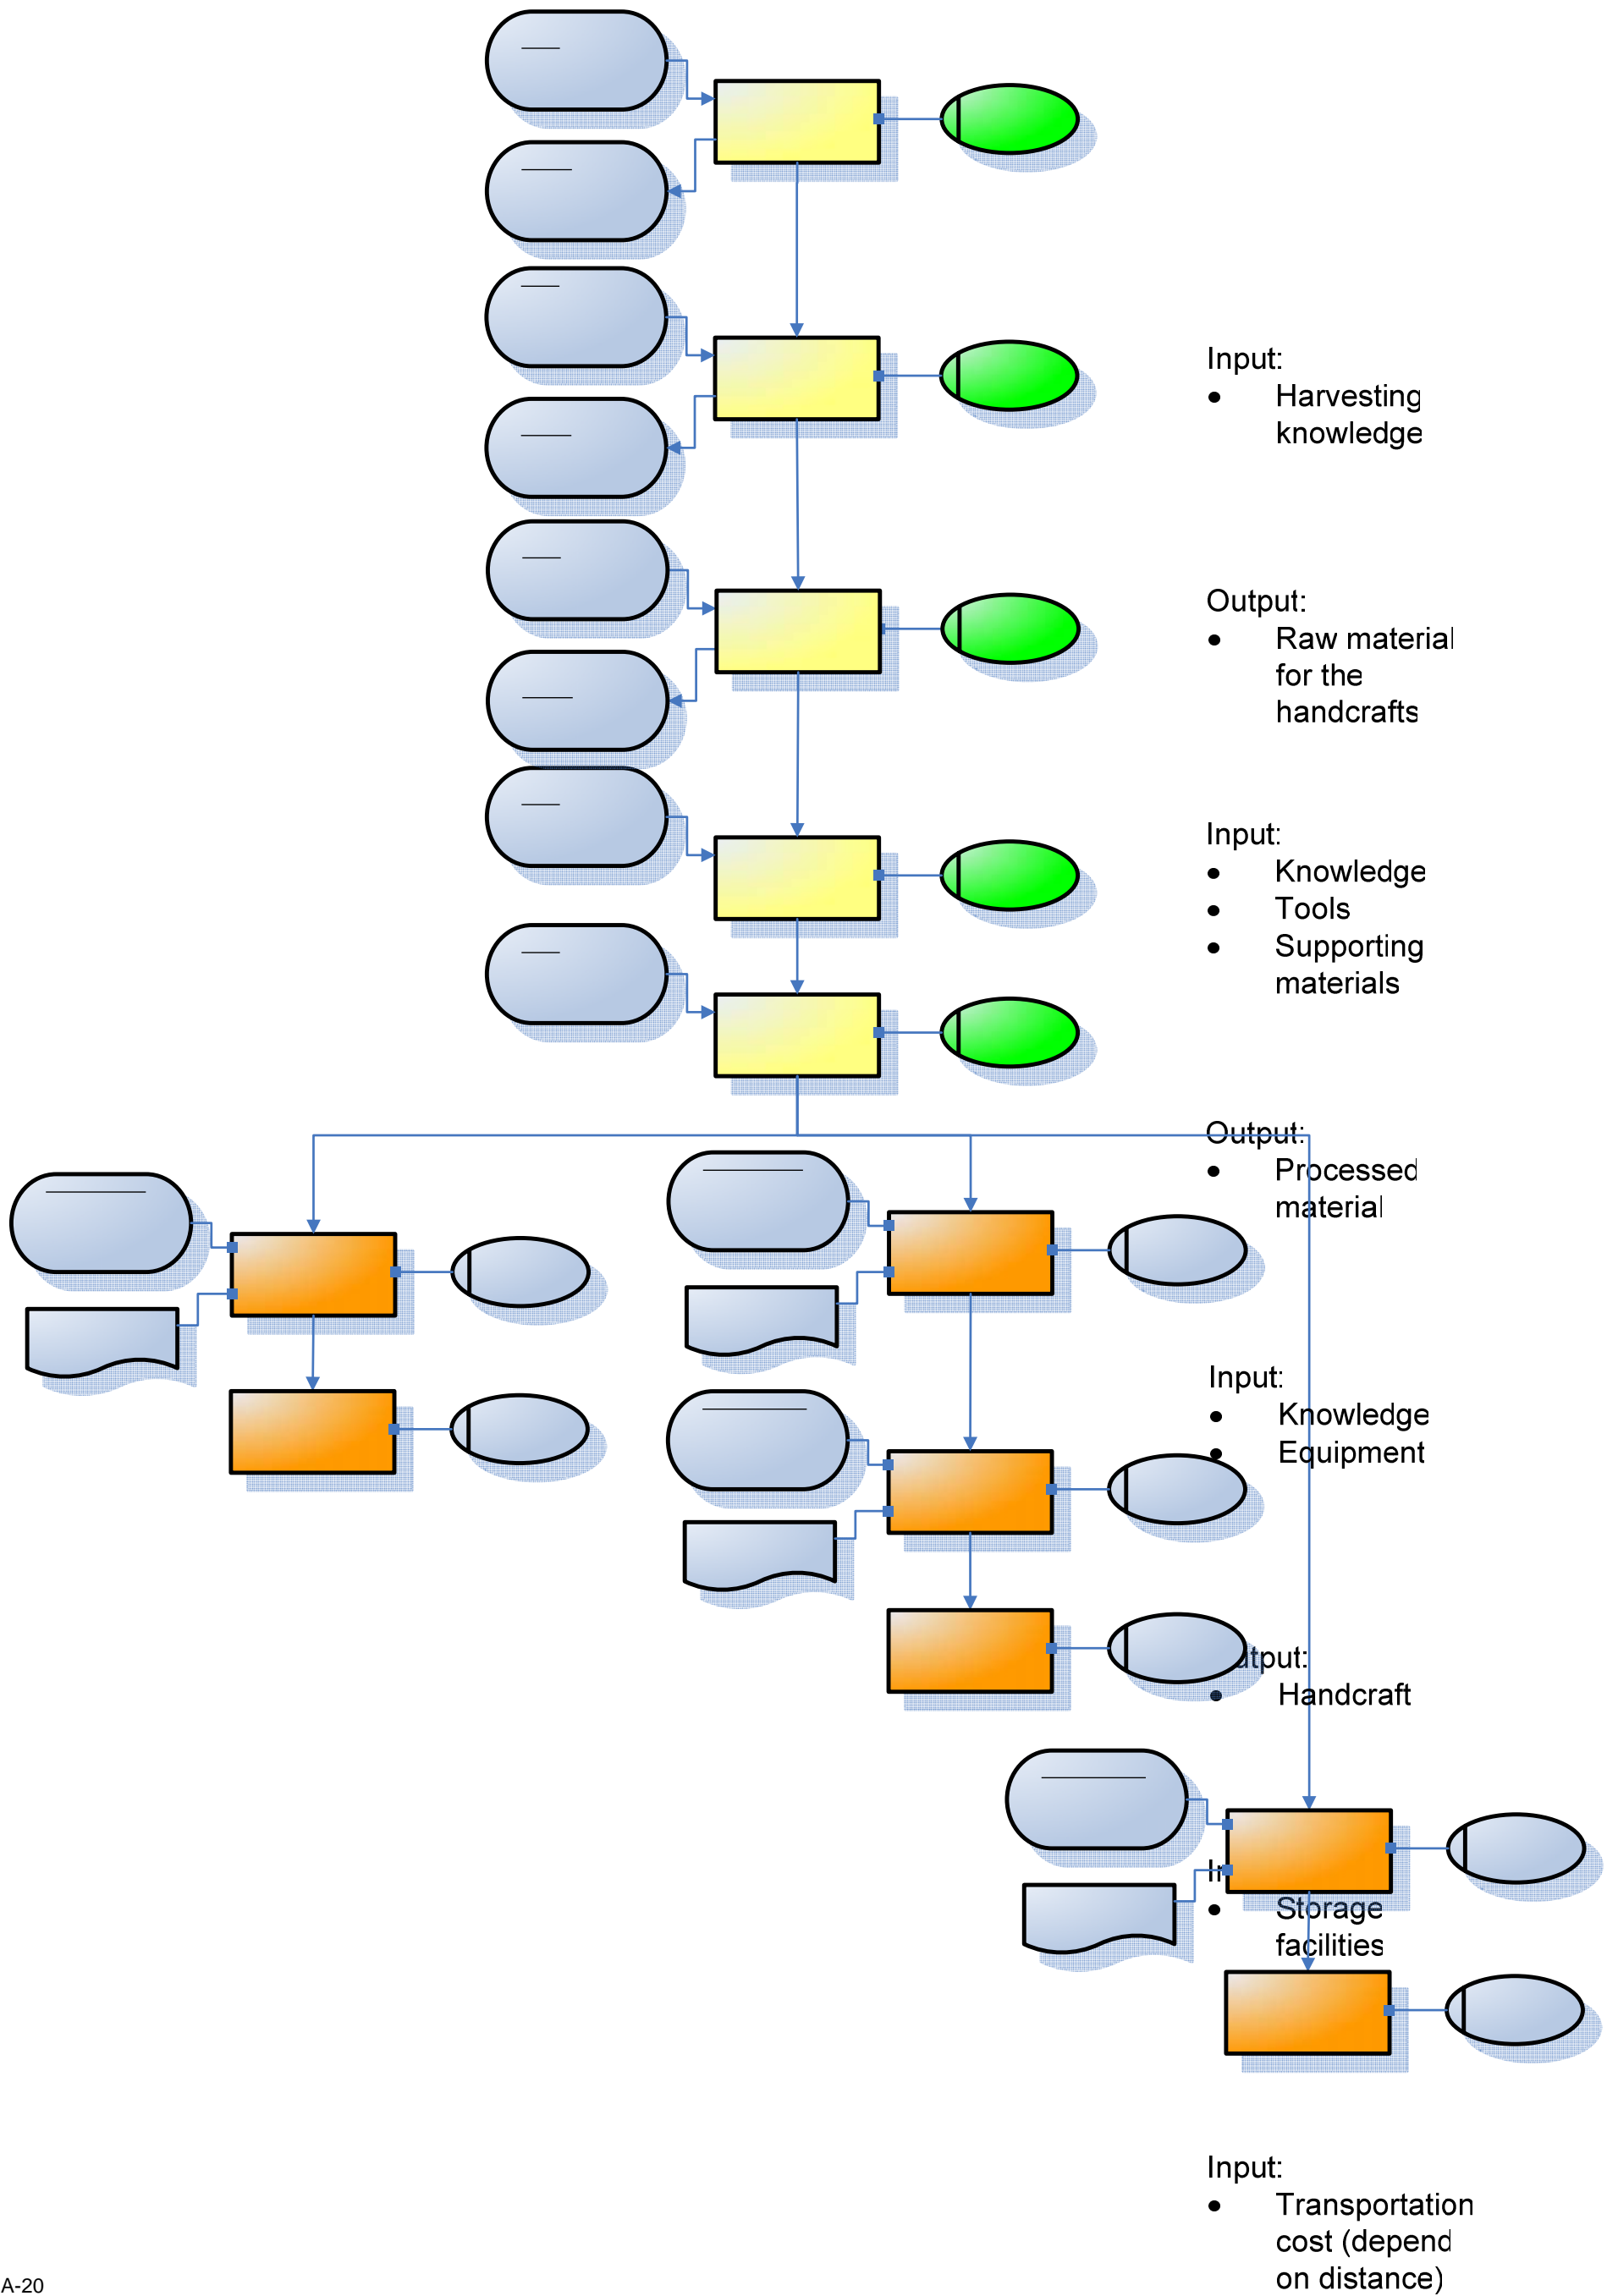 Input:
• Harvesting
knowledge
Output:
• Raw material
for the
handcrafts
Input:
• Knowledge
• Tools
• Supporting
materials
Output:
• Processed
material
Input:
• Knowledge
• Equipment
Output:
• Handcraft
• Storage
facilities
Input:
• Transportation
cost (depend
on distance)
A-20